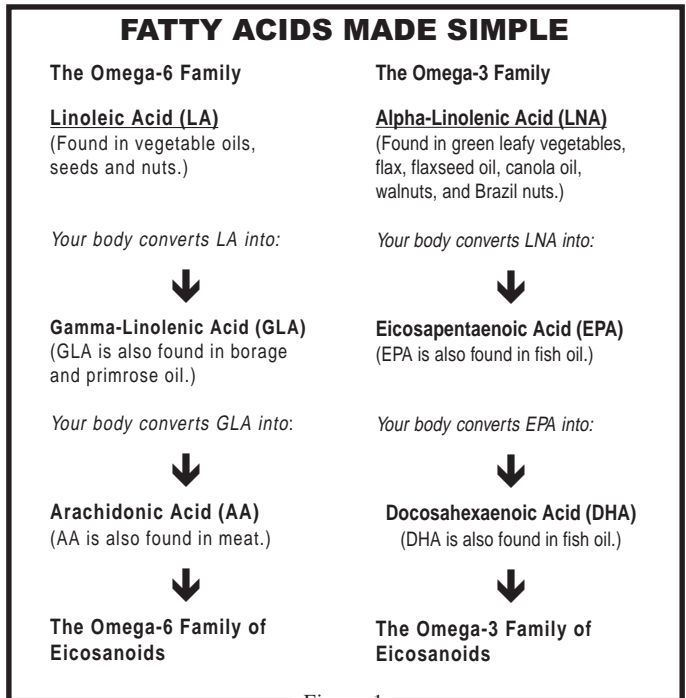 FATTY ACIDS MADE SIMPLE
The Omega-6 Family
Linoleic Acid (LA)
(Found in vegetable oils,
seeds and nuts.)
Your body converts LA into:
Gamma-Linolenic Acid (GLA)
(GLA is also found in borage
and primrose oil.)
Your body converts GLA into:
Arachidonic Acid (AA)
(AA is also found in meat.)
The Omega-6 Family of
Eicosanoids
The Omega-3 Family
Alpha-Linolenic Acid (LNA)
(Found in green leafy vegetables,
flax, flaxseed oil, canola oil,
walnuts, and Brazil nuts.)
Your body converts LNA into:
Eicosapentaenoic Acid (EPA)
(EPA is also found in fish oil.)
Your body converts EPA into:
Docosahexaenoic Acid (DHA)
(DHA is also found in fish oil.)
The Omega-3 Family of
Eicosanoids